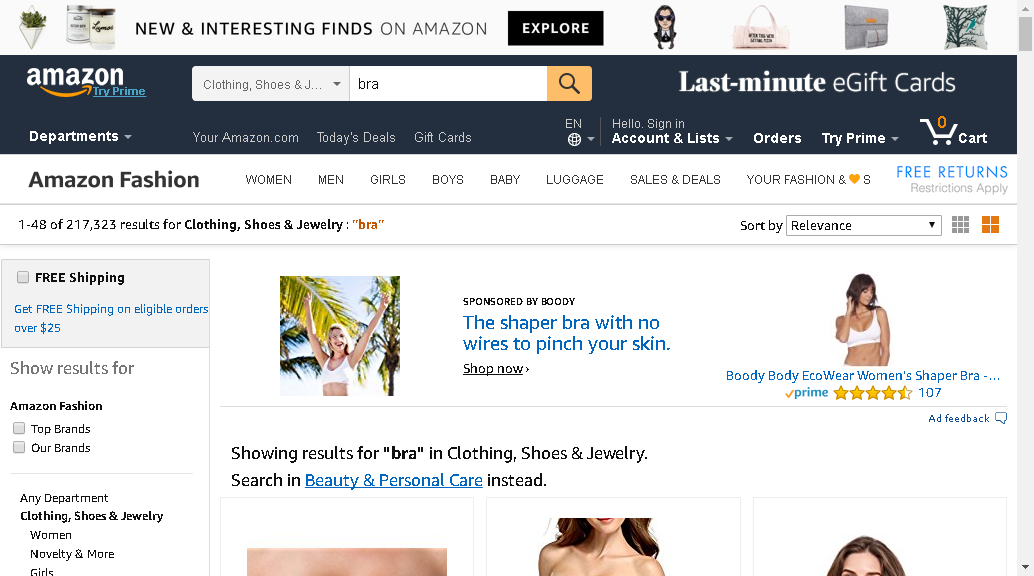 NEW & INTERESTING FINDS ON AMAZON EXPLORE
amazon
Try Prime
Clothing, Shoes & J... bra
Last-minute eGift Cards
Departments
Your Amazon.com Today's Deals Gift Cards
EN
Hello. Sign in
Account & Lists
Orders
Try Prime
0
Cart
Amazon Fashion
WOMEN MEN GIRLS BOYS BABY LUGGAGE SALES & DEALS YOUR FASHION & S
FREE RETURNS
Restrictions Apply
1-48 of 217,323 results for Clothing, Shoes & Jewelry : "bra"
Sort by Relevance
FREE Shipping
Get FREE Shipping on eligible orders
over $25
Show results for
Amazon Fashion
Top Brands
Our Brands
Any Department
Clothing, Shoes & Jewelry
Women
Novelty & More
Girls
SPONSORED BY BOODY
The shaper bra with no
wires to pinch your skin.
Shop now ›
Boody Body EcoWear Women's Shaper Bra -...
prime 107
Ad feedback
Showing results for "bra" in Clothing, Shoes & Jewelry.
Search in Beauty & Personal Care instead.